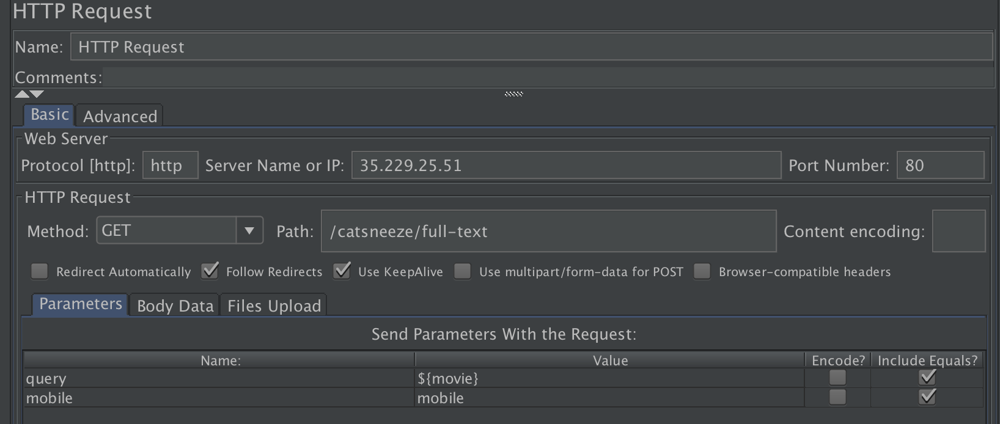 HTTP Request
Name: HTTP Request
Comments:
Basic Advanced
Web Server
Protocol [http]: http Server Name or IP: 35.229.25.51 Port Number: 80
HTTP Request
Method: GET Path: /catsneeze/full-text Content encoding:
Redirect Automatically Follow Redirects Use KeepAlive Use multipart/form-data for POST Browser-compatible headers
Parameters Body Data Files Upload
Send Parameters With the Request:
Name: Value Encode? Include Equals?
query ${movie}
mobile mobile